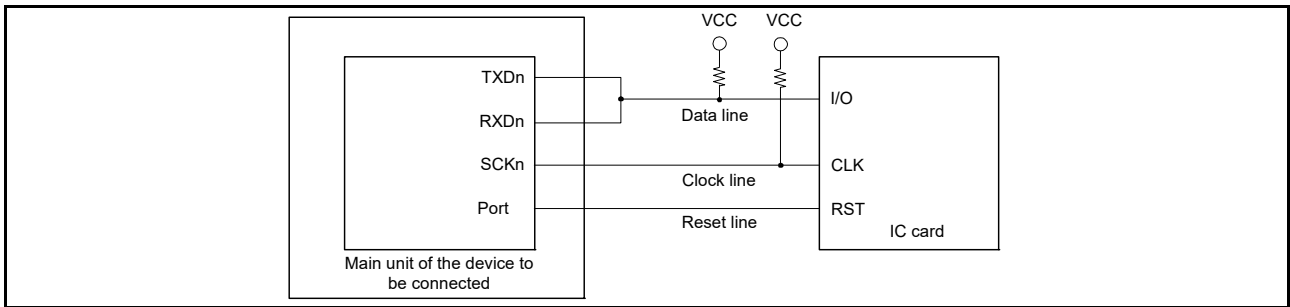 VCC VCC
TXDn
I/O
Data line
RXDn
SCKn
CLK
Clock line
Port
RST
Reset line
IC card
Main unit of the device to
be connected